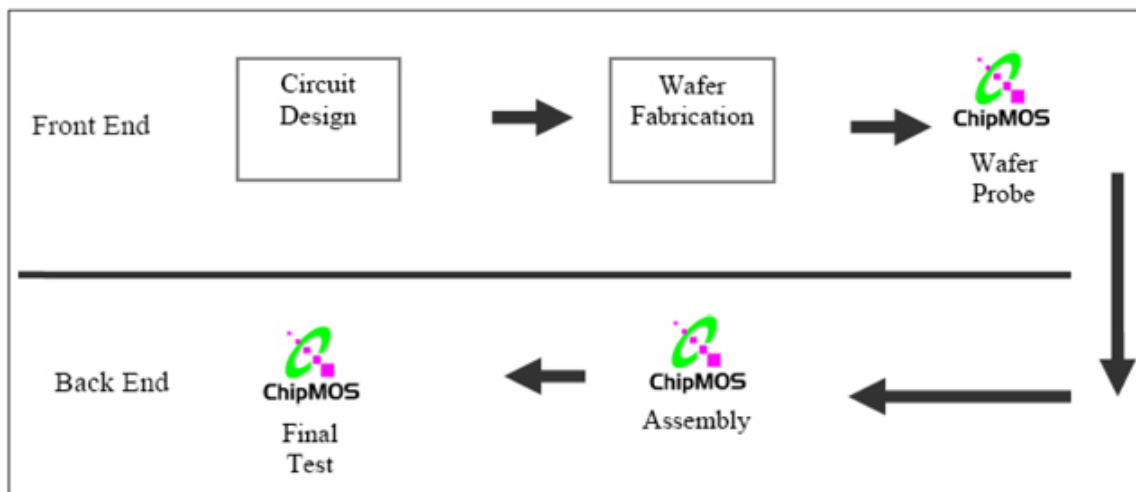 Circuit
Design
Wafer
Fabrication
Front End
ChipMOS
Wafer
Probe
Back End
ChipMOS
Final
Test
ChipMOS
Assembly